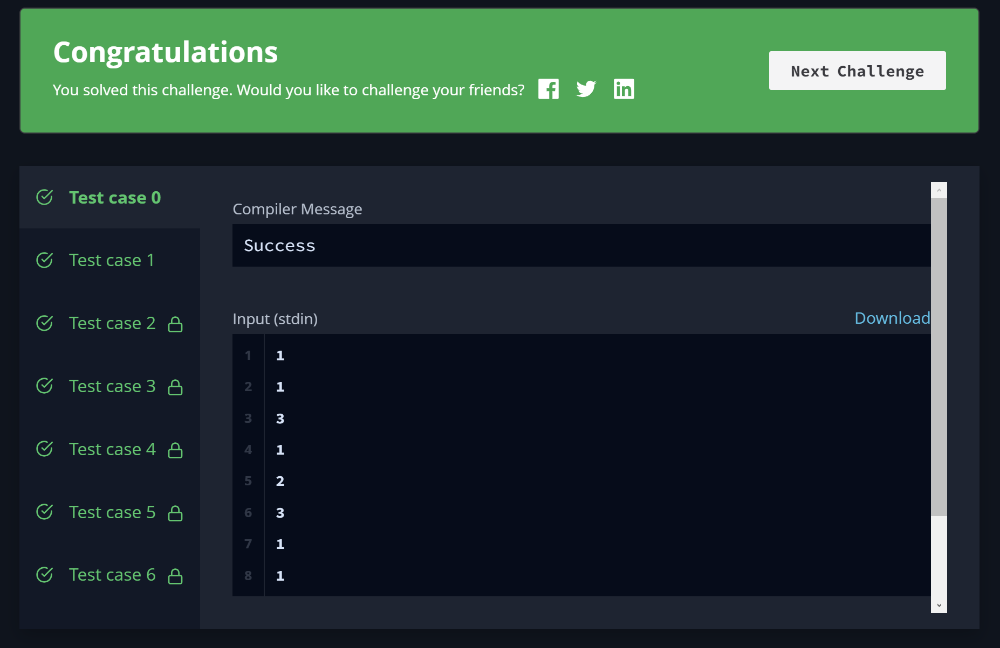 Congratulations
You solved this challenge. Would you like to challenge your friends?
Next Challenge
Test case 0
Test case 1
Test case 2
Test case 3
Test case 4
Test case 5
Test case 6
Compiler Message
Success
Input (stdin)
Download
1 1
2 1
3 3
4 1
5 2
6 3
7 1
8 1